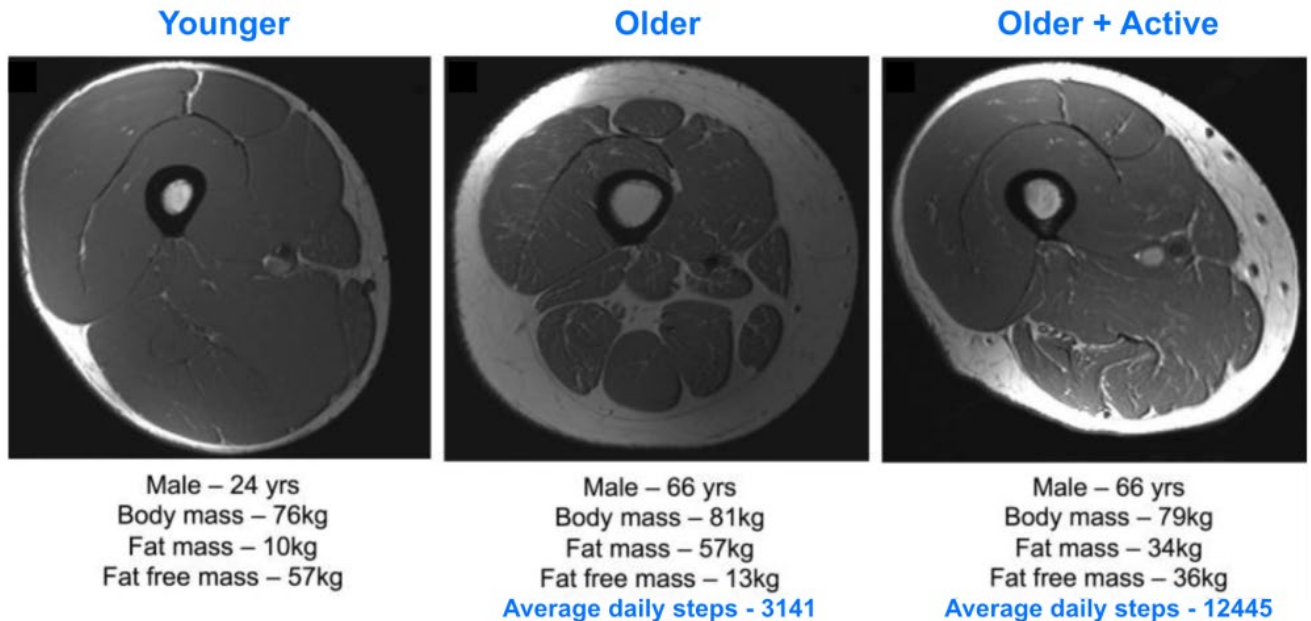 Younger
Older
Older + Active
Male – 24 yrs
Body mass – 76kg
Fat mass – 10kg
Fat free mass – 57kg
Male – 66 yrs
Body mass – 81kg
Fat mass – 57kg
Fat free mass – 13kg
Average daily steps - 3141
Male – 66 yrs
Body mass – 79kg
Fat mass – 34kg
Fat free mass – 36kg
Average daily steps - 12445